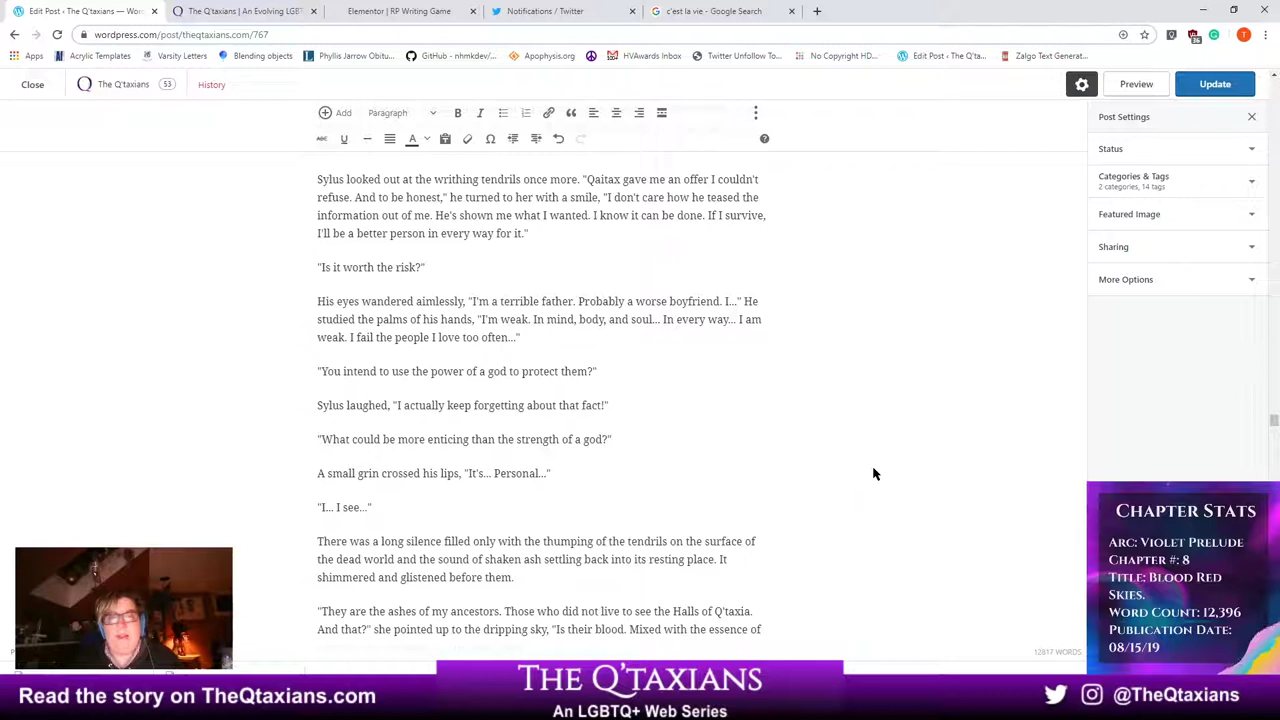 Edit Post ‹ The Q'taxians — Wor
The Q'taxians | An Evolving LGBT
Elementor | RP Writing Game
Notifications / Twitter
c'est la vie - Google Search
wordpress.com/post/theqtaxians.com/767
36
T
Apps
Acrylic Templates
Varsity Letters
Blending objects
Phyllis Jarrow Obitu...
GitHub - nhmkdev/...
Apophysis.org
HVAwards Inbox
Twitter Unfollow To...
No Copyright HD...
Edit Post ‹ The Q'ta...
Zalgo Text Generat...
Close
The Q'taxians
53
History
Preview
Update
Add
Paragraph
B
I
Post Settings
ABC
U
A
Ω
Status
Categories & Tags
2 categories, 14 tags
Featured Image
Sharing
More Options
Sylus looked out at the writhing tendrils once more. "Qaitax gave me an offer I couldn't
refuse. And to be honest," he turned to her with a smile, "I don't care how he teased the
information out of me. He's shown me what I wanted. I know it can be done. If I survive,
I'll be a better person in every way for it."
"Is it worth the risk?"
His eyes wandered aimlessly, "I'm a terrible father. Probably a worse boyfriend. I..." He
studied the palms of his hands, "I'm weak. In mind, body, and soul... In every way... I am
weak. I fail the people I love too often..."
"You intend to use the power of a god to protect them?"
Sylus laughed, "I actually keep forgetting about that fact!"
"What could be more enticing than the strength of a god?"
A small grin crossed his lips, "It's... Personal..."
"I... I see..."
There was a long silence filled only with the thumping of the tendrils on the surface of
the dead world and the sound of shaken ash settling back into its resting place. It
shimmered and glistened before them.
"They are the ashes of my ancestors. Those who did not live to see the Halls of Q'taxia.
And that?" she pointed up to the dripping sky, "Is their blood. Mixed with the essence of
12817 WORDS
Chapter Stats
Arc: Violet Prelude
Chapter #: 8
Title: Blood Red
Skies.
Word Count: 12,396
Publication Date:
08/15/19
Read the story on TheQtaxians.com
The Q'taxians
An LGBTQ+ Web Series
@TheQtaxians